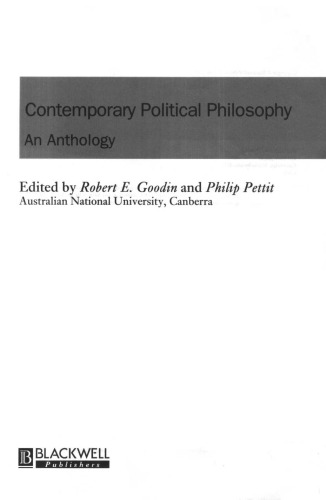 Contemporary Political Philosophy
An Anthology
Edited by Robert E. Goodin and Philip Pettit
Australian National University, Canberra
B BLACKWELL
Publishers